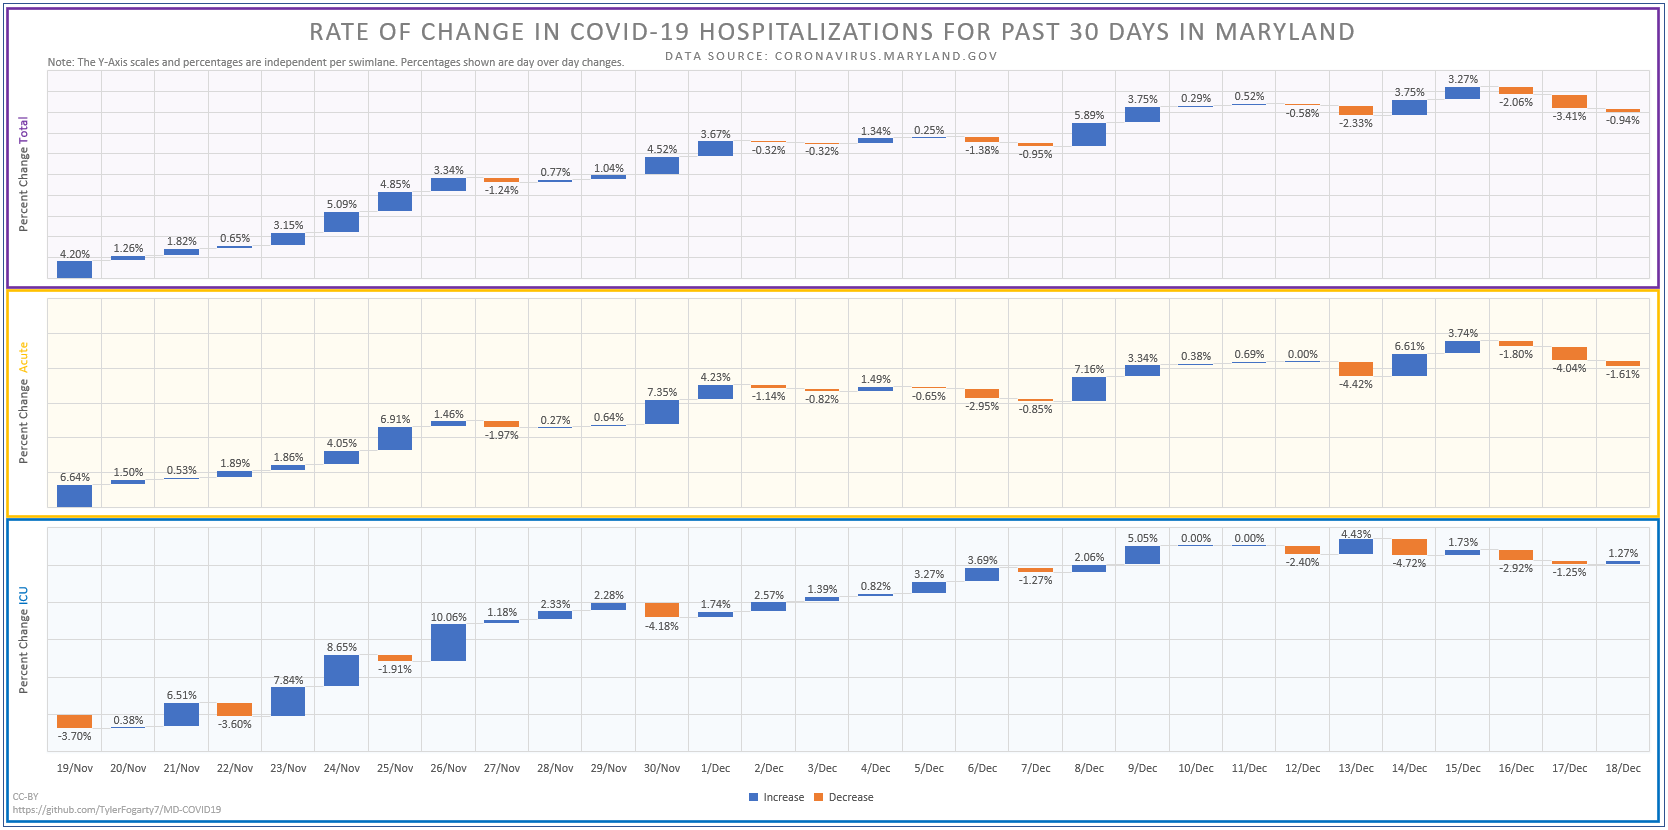 RATE OF CHANGE IN COVID-19 HOSPITALIZATIONS FOR PAST 30 DAYS IN MARYLAND
DATA SOURCE: CORONAVIRUS.MARYLAND.GOV
Note: The Y-Axis scales and percentages are independent per swimlane. Percentages shown are day over day changes.
Percent Change Total
4.20% 1.26% 1.82% 0.65% 3.15% 5.09% 4.85% 3.34% -1.24% 0.77% 1.04% 4.52% 3.67% -0.32% -0.32% 1.34% 0.25% -1.38% -0.95% 5.89% 3.75% 0.29% 0.52% -0.58% -2.33% 3.75% 3.27% -2.06% -3.41% -0.94%
Percent Change Acute
6.64% 1.50% 0.53% 1.89% 1.86% 4.05% 6.91% 1.46% -1.97% 0.27% 0.64% 7.35% 4.23% -1.14% -0.82% 1.49% -0.65% -2.95% -0.85% 7.16% 3.34% 0.38% 0.69% 0.00% -4.42% 6.61% 3.74% -1.80% -4.04% -1.61%
Percent Change ICU
-3.70% 0.38% 6.51% -3.60% 7.84% 8.65% -1.91% 10.06% 1.18% 2.33% 2.28% -4.18% 1.74% 2.57% 1.39% 0.82% 3.27% 3.69% -1.27% 2.06% 5.05% 0.00% 0.00% -2.40% 4.43% -4.72% 1.73% -2.92% -1.25% 1.27%
19/Nov 20/Nov 21/Nov 22/Nov 23/Nov 24/Nov 25/Nov 26/Nov 27/Nov 28/Nov 29/Nov 30/Nov 1/Dec 2/Dec 3/Dec 4/Dec 5/Dec 6/Dec 7/Dec 8/Dec 9/Dec 10/Dec 11/Dec 12/Dec 13/Dec 14/Dec 15/Dec 16/Dec 17/Dec 18/Dec
Increase Decrease
CC-BY
https://github.com/TylerFogarty7/MD-COVID19